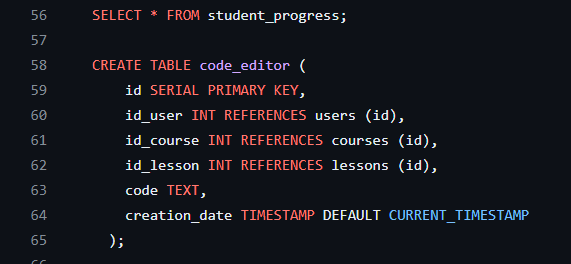 56 SELECT * FROM student_progress;
57
58 CREATE TABLE code_editor (
59 id SERIAL PRIMARY KEY,
60 id_user INT REFERENCES users (id),
61 id_course INT REFERENCES courses (id),
62 id_lesson INT REFERENCES lessons (id),
63 code TEXT,
64 creation_date TIMESTAMP DEFAULT CURRENT_TIMESTAMP
65 );